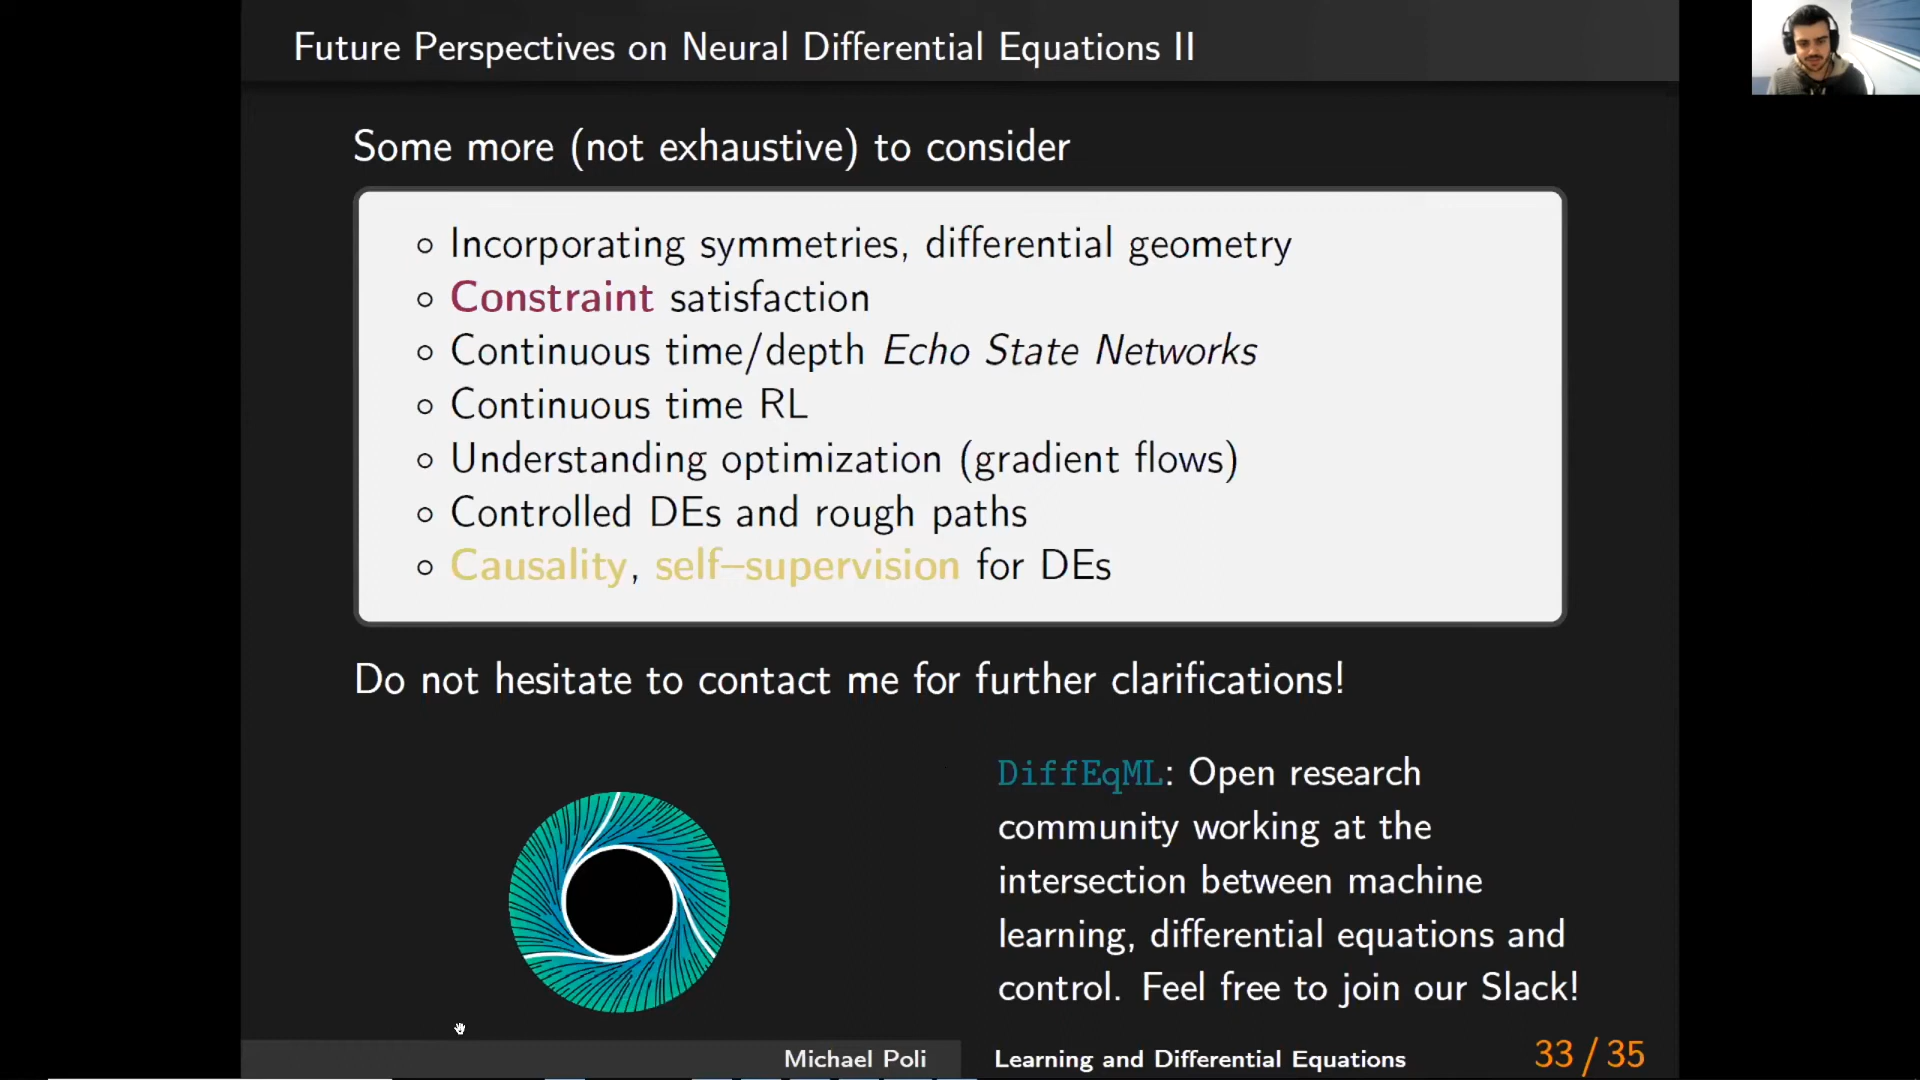 Future Perspectives on Neural Differential Equations II
Some more (not exhaustive) to consider
Incorporating symmetries, differential geometry
Constraint satisfaction
Continuous time/depth Echo State Networks
Continuous time RL
Understanding optimization (gradient flows)
Controlled DEs and rough paths
Causality, self–supervision for DEs
Do not hesitate to contact me for further clarifications!
DiffEqML: Open research
community working at the
intersection between machine
learning, differential equations and
control. Feel free to join our Slack!
Michael Poli
Learning and Differential Equations
33 / 35